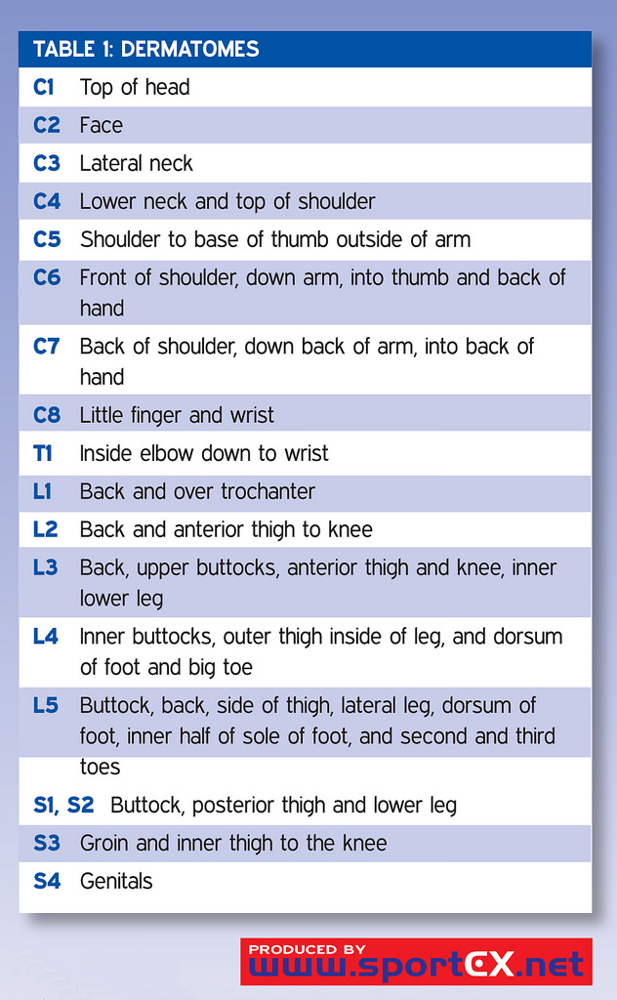 TABLE 1: DERMATOMES
C1 Top of head
C2 Face
C3 Lateral neck
C4 Lower neck and top of shoulder
C5 Shoulder to base of thumb outside of arm
C6 Front of shoulder, down arm, into thumb and back of
hand
C7 Back of shoulder, down back of arm, into back of
hand
C8 Little finger and wrist
T1 Inside elbow down to wrist
L1 Back and over trochanter
L2 Back and anterior thigh to knee
L3 Back, upper buttocks, anterior thigh and knee, inner
lower leg
L4 Inner buttocks, outer thigh inside of leg, and dorsum
of foot and big toe
L5 Buttock, back, side of thigh, lateral leg, dorsum of
foot, inner half of sole of foot, and second and third
toes
S1, S2 Buttock, posterior thigh and lower leg
S3 Groin and inner thigh to the knee
S4 Genitals
PRODUCED BY
www.sportEX.net